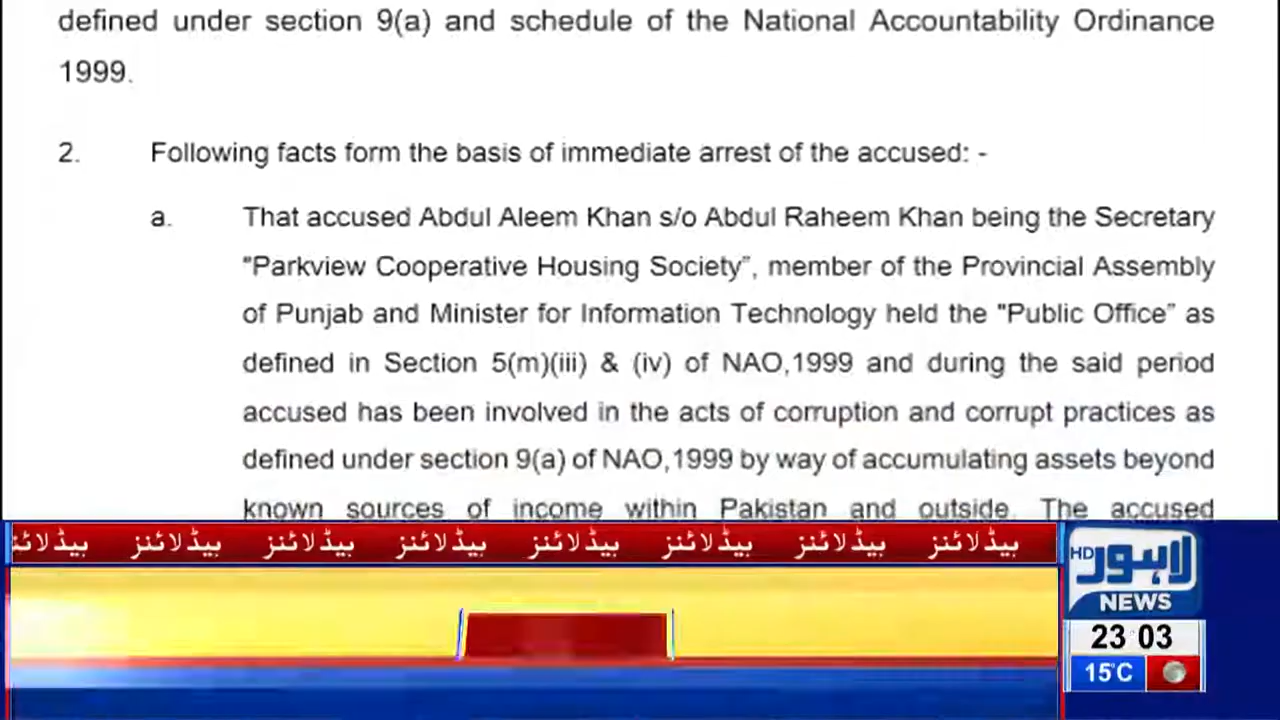 defined under section 9(a) and schedule of the National Accountability Ordinance
1999.
2. Following facts form the basis of immediate arrest of the accused: -
a. That accused Abdul Aleem Khan s/o Abdul Raheem Khan being the Secretary
"Parkview Cooperative Housing Society", member of the Provincial Assembly
of Punjab and Minister for Information Technology held the "Public Office" as
defined in Section 5(m)(iii) & (iv) of NAO,1999 and during the said period
accused has been involved in the acts of corruption and corrupt practices as
defined under section 9(a) of NAO,1999 by way of accumulating assets beyond
known sources of income within Pakistan and outside. The accused
ہیڈلائنز ہیڈلائنز ہیڈلائنز ہیڈلائنز ہیڈلائنز ہیڈلائنز ہیڈلائنز ہیڈلائنز
HD لاہور
NEWS
23 03
15°C